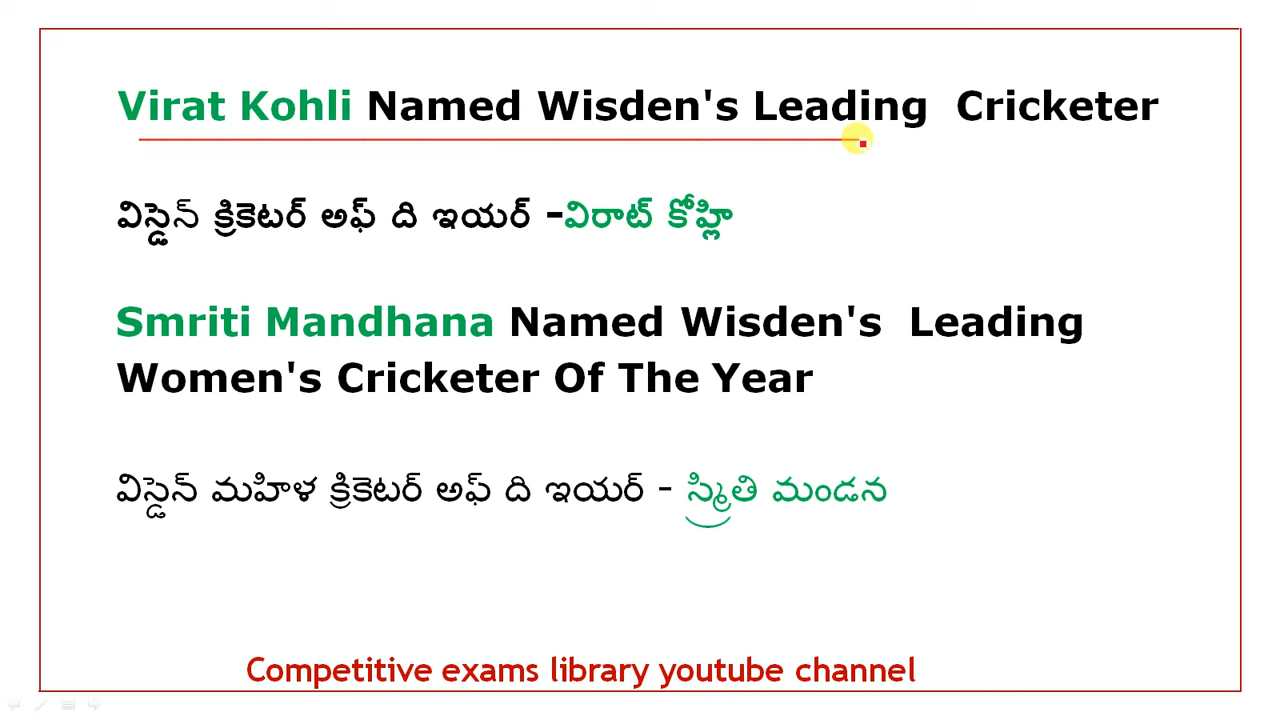 Virat Kohli Named Wisden's Leading Cricketer
విస్డెన్ క్రికెటర్ అఫ్ ది ఇయర్ -విరాట్ కోహ్లి
Smriti Mandhana Named Wisden's Leading
Women's Cricketer Of The Year
విస్డెన్ మహిళ క్రికెటర్ అఫ్ ది ఇయర్ - స్మ్రితి మండన
Competitive exams library youtube channel